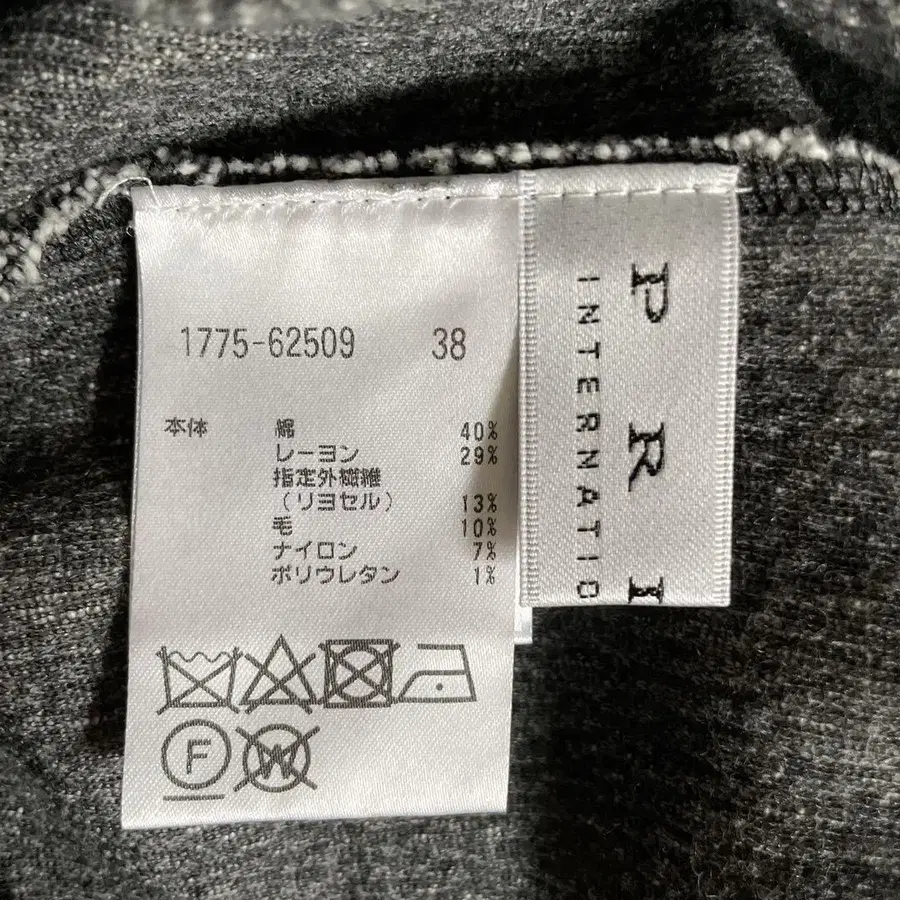 1775-62509 38
本体 綿 40%
レーヨン 29%
指定外繊維
(リヨセル) 13%
毛 10%
ナイロン 7%
ポリウレタン 1%
F W
P R I
INTERNATIO